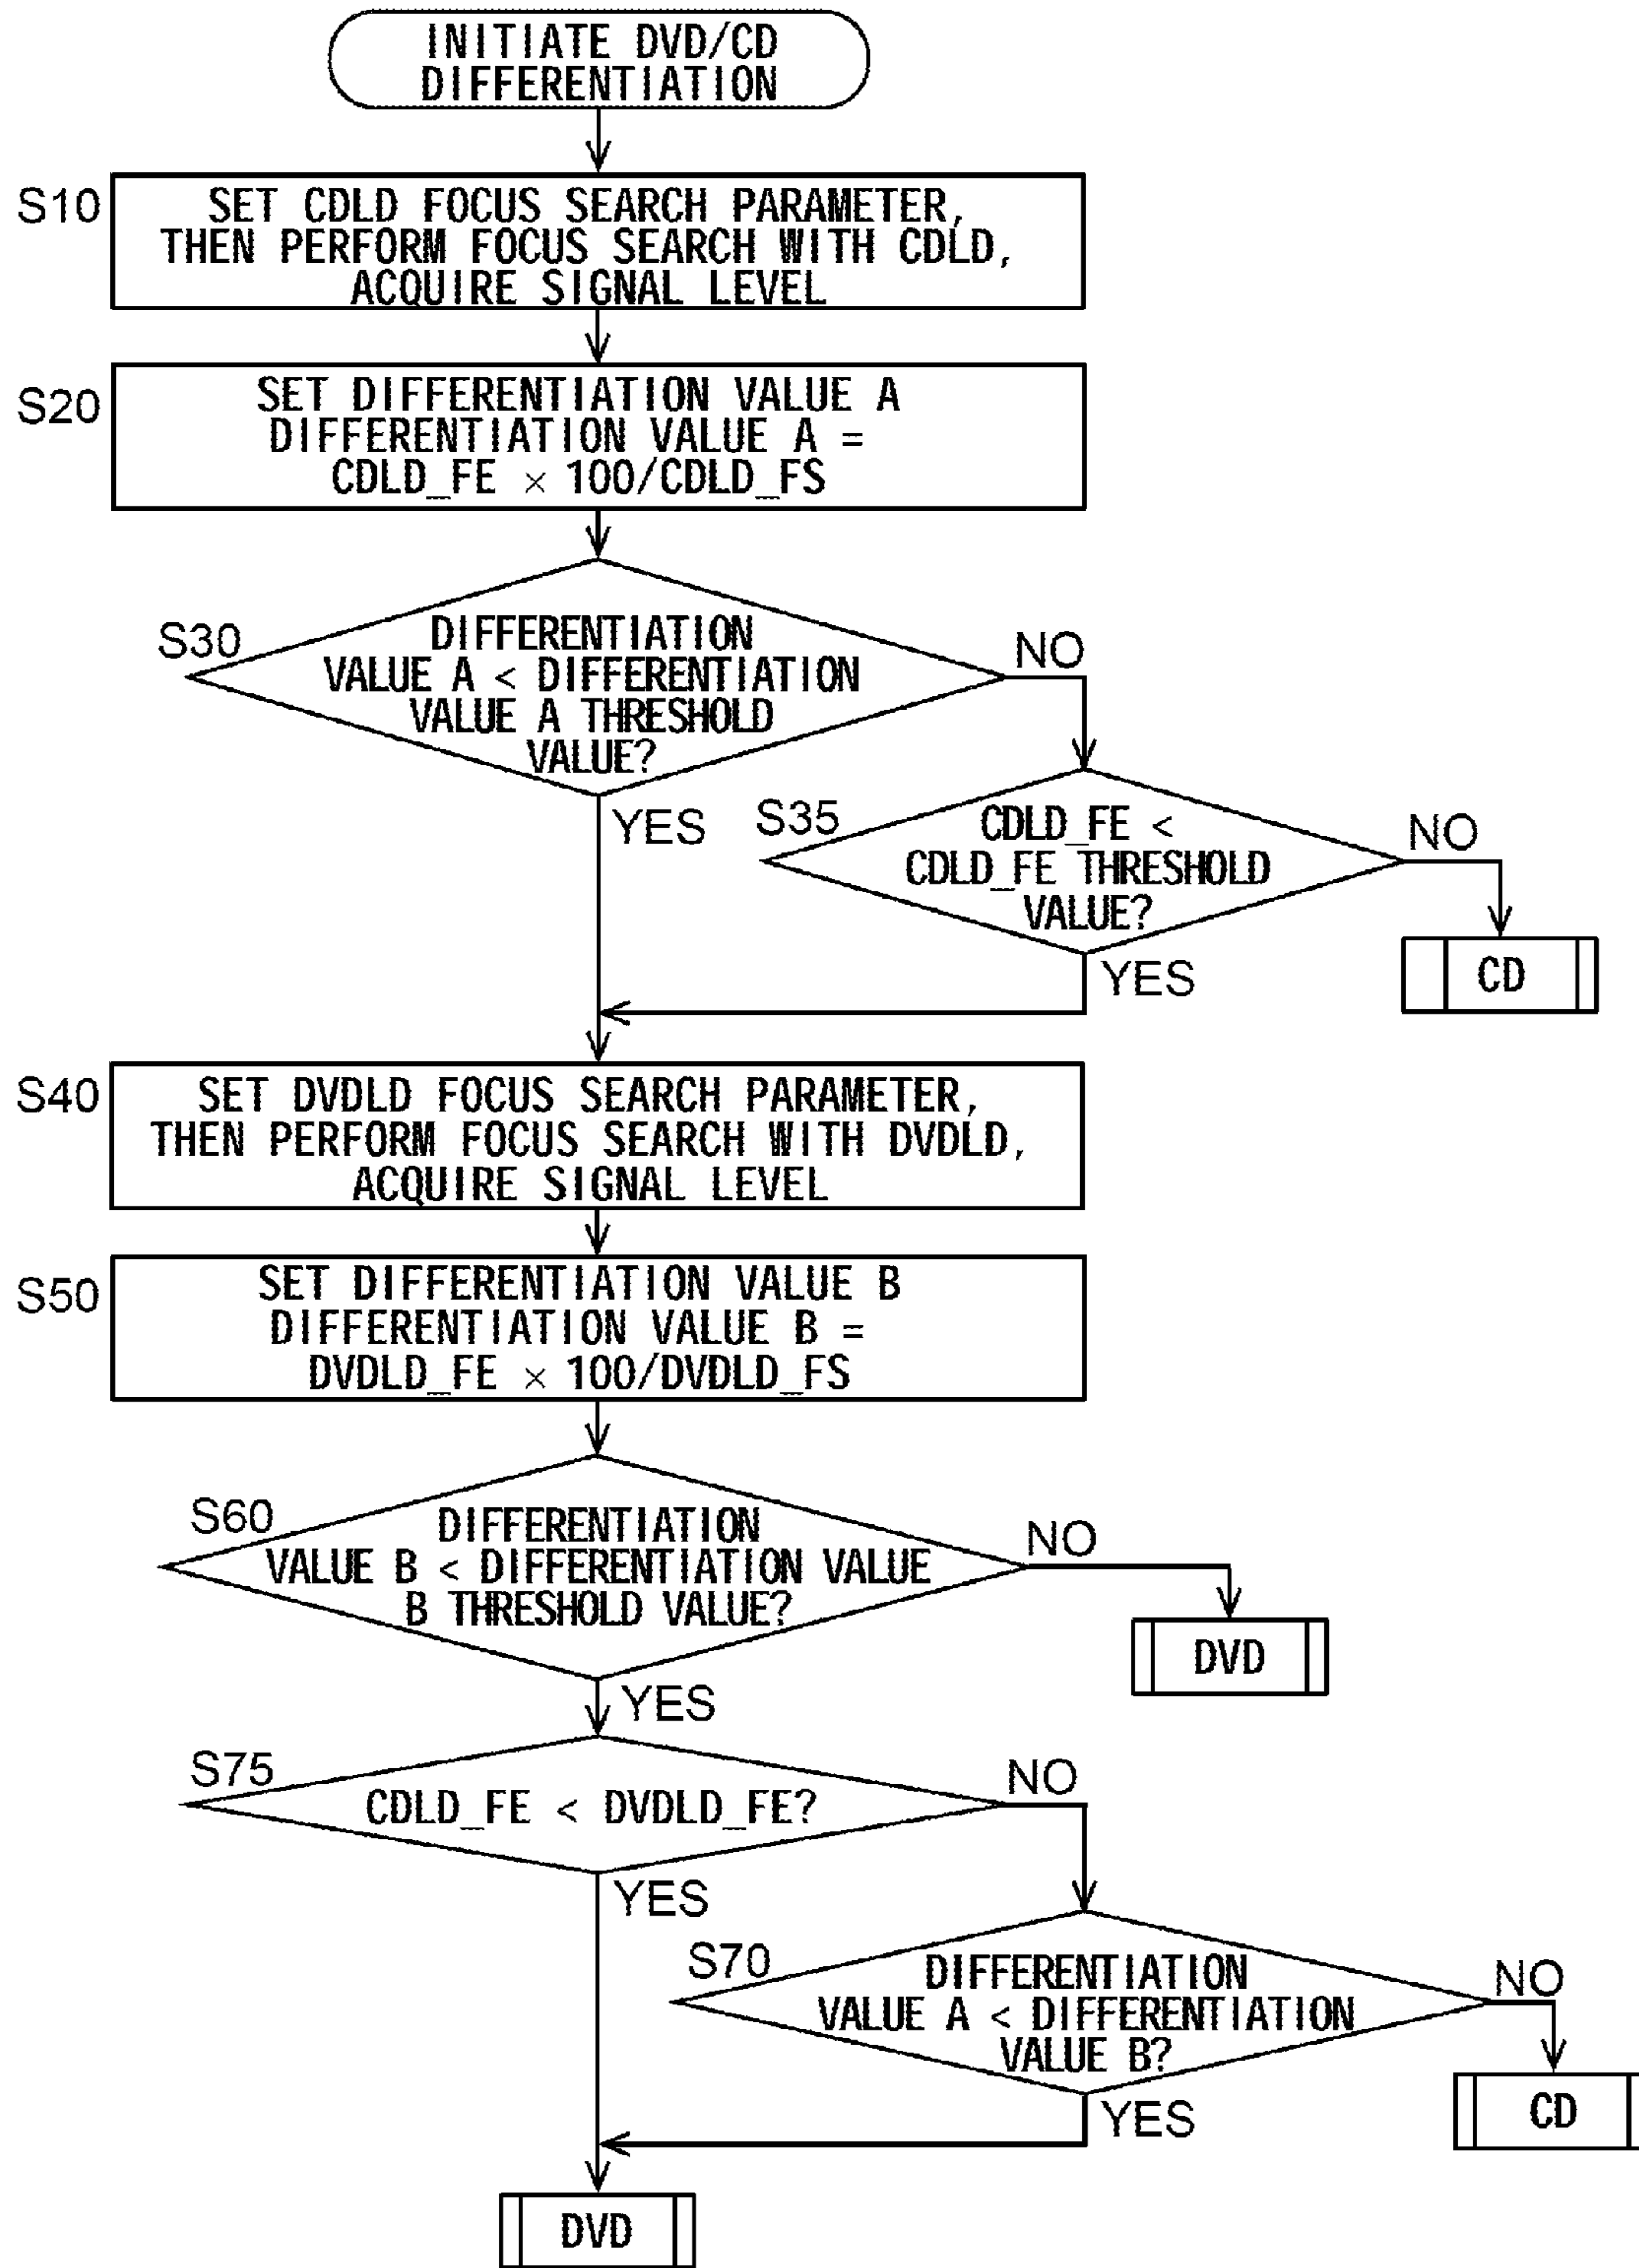 INITIATE DVD/CD
DIFFERENTIATION
S10
SET CDLD FOCUS SEARCH PARAMETER,
THEN PERFORM FOCUS SEARCH WITH CDLD,
ACQUIRE SIGNAL LEVEL
S20
SET DIFFERENTIATION VALUE A
DIFFERENTIATION VALUE A =
CDLD_FE × 100/CDLD_FS
S30
DIFFERENTIATION
VALUE A < DIFFERENTIATION
VALUE A THRESHOLD
VALUE?
NO
YES
S35
CDLD_FE <
CDLD_FE THRESHOLD
VALUE?
NO
YES
CD
S40
SET DVDLD FOCUS SEARCH PARAMETER,
THEN PERFORM FOCUS SEARCH WITH DVDLD,
ACQUIRE SIGNAL LEVEL
S50
SET DIFFERENTIATION VALUE B
DIFFERENTIATION VALUE B =
DVDLD_FE × 100/DVDLD_FS
S60
DIFFERENTIATION
VALUE B < DIFFERENTIATION VALUE
B THRESHOLD VALUE?
NO
DVD
YES
S75
CDLD_FE < DVDLD_FE?
NO
YES
S70
DIFFERENTIATION
VALUE A < DIFFERENTIATION
VALUE B?
NO
YES
CD
DVD